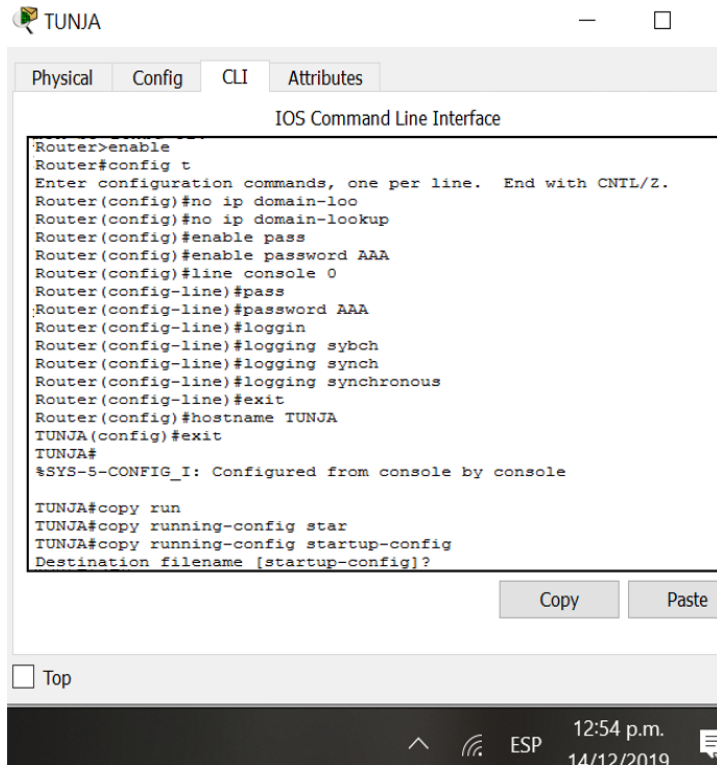 TUNJA
Physical Config CLI Attributes
IOS Command Line Interface
Router>enable
Router#config t
Enter configuration commands, one per line. End with CNTL/Z.
Router(config)#no ip domain-loo
Router(config)#no ip domain-lookup
Router(config)#enable pass
Router(config)#enable password AAA
Router(config)#line console 0
Router(config-line)#pass
Router(config-line)#password AAA
Router(config-line)#loggin
Router(config-line)#logging sybch
Router(config-line)#logging synch
Router(config-line)#logging synchronous
Router(config-line)#exit
Router(config)#hostname TUNJA
TUNJA(config)#exit
TUNJA#
%SYS-5-CONFIG_I: Configured from console by console
TUNJA#copy run
TUNJA#copy running-config star
TUNJA#copy running-config startup-config
Destination filename [startup-config]?
Copy Paste
Top
ESP 12:54 p.m.
14/12/2019